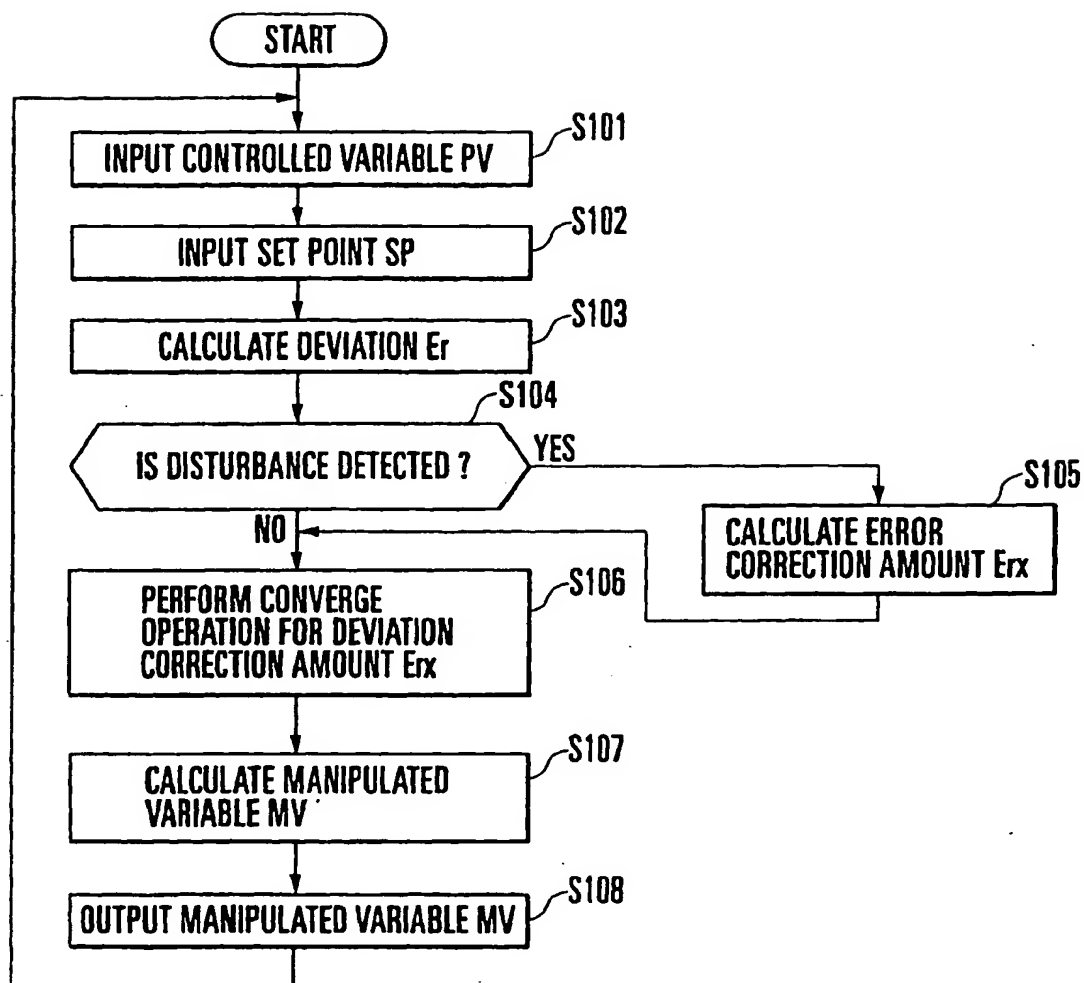 START
S101
INPUT CONTROLLED VARIABLE PV
S102
INPUT SET POINT SP
S103
CALCULATE DEVIATION Er
S104
IS DISTURBANCE DETECTED ?
YES
S105
CALCULATE ERROR
CORRECTION AMOUNT Erx
NO
S106
PERFORM CONVERGE
OPERATION FOR DEVIATION
CORRECTION AMOUNT Erx
S107
CALCULATE MANIPULATED
VARIABLE MV
S108
OUTPUT MANIPULATED VARIABLE MV